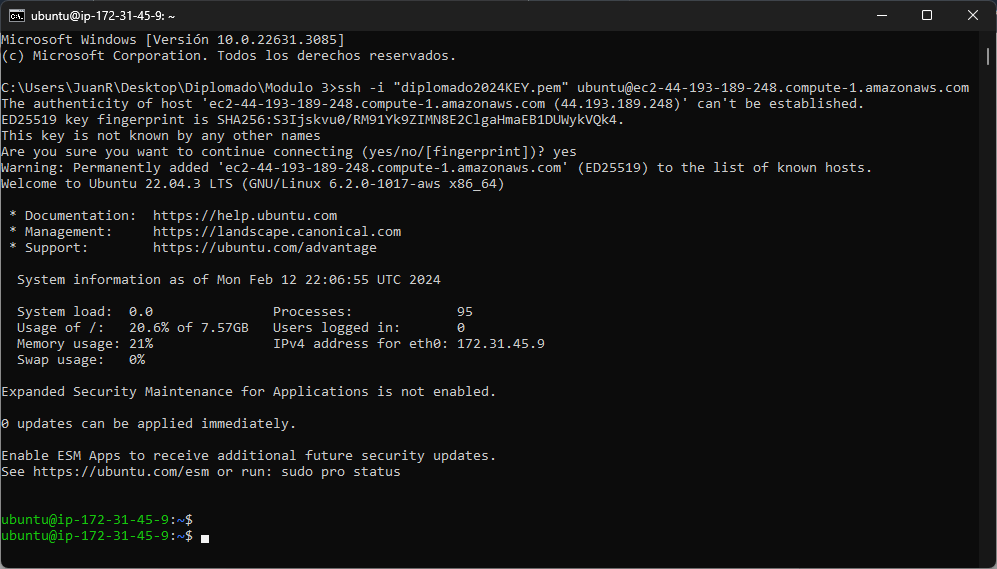 ubuntu@ip-172-31-45-9: ~
Microsoft Windows [Versión 10.0.22631.3085]
(c) Microsoft Corporation. Todos los derechos reservados.
C:\Users\JuanR\Desktop\Diplomado\Modulo 3>ssh -i "diplomado2024KEY.pem" ubuntu@ec2-44-193-189-248.compute-1.amazonaws.com
The authenticity of host 'ec2-44-193-189-248.compute-1.amazonaws.com (44.193.189.248)' can't be established.
ED25519 key fingerprint is SHA256:S3Ijskvu0/RM91Yk9ZIMN8E2ClgaHmaEB1DUWykVQk4.
This key is not known by any other names
Are you sure you want to continue connecting (yes/no/[fingerprint])? yes
Warning: Permanently added 'ec2-44-193-189-248.compute-1.amazonaws.com' (ED25519) to the list of known hosts.
Welcome to Ubuntu 22.04.3 LTS (GNU/Linux 6.2.0-1017-aws x86_64)
* Documentation:  https://help.ubuntu.com
* Management:     https://landscape.canonical.com
* Support:        https://ubuntu.com/advantage
System information as of Mon Feb 12 22:06:55 UTC 2024
System load:  0.0               Processes:             95
Usage of /:   20.6% of 7.57GB   Users logged in:       0
Memory usage: 21%               IPv4 address for eth0: 172.31.45.9
Swap usage:   0%
Expanded Security Maintenance for Applications is not enabled.
0 updates can be applied immediately.
Enable ESM Apps to receive additional future security updates.
See https://ubuntu.com/esm or run: sudo pro status
ubuntu@ip-172-31-45-9:~$
ubuntu@ip-172-31-45-9:~$